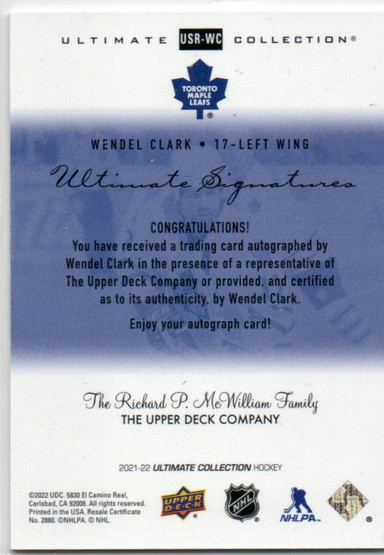 ULTIMATE USR-WC COLLECTION®
TORONTO
MAPLE
LEAFS
®
WENDEL CLARK • 17-LEFT WING
Ultimate Signatures
CONGRATULATIONS!
You have received a trading card autographed by
Wendel Clark in the presence of a representative of
The Upper Deck Company or provided, and certified
as to its authenticity, by Wendel Clark.
Enjoy your autograph card!
The Richard P. McWilliam Family
THE UPPER DECK COMPANY
2021-22 ULTIMATE COLLECTION HOCKEY
©2022 UDC. 5830 El Camino Real,
Carlsbad, CA 92008. All rights reserved.
Printed in the USA. Resale Certificate
No. 2880. ©NHLPA. © NHL.
UPPER
DECK
NHL
NHLPA
®